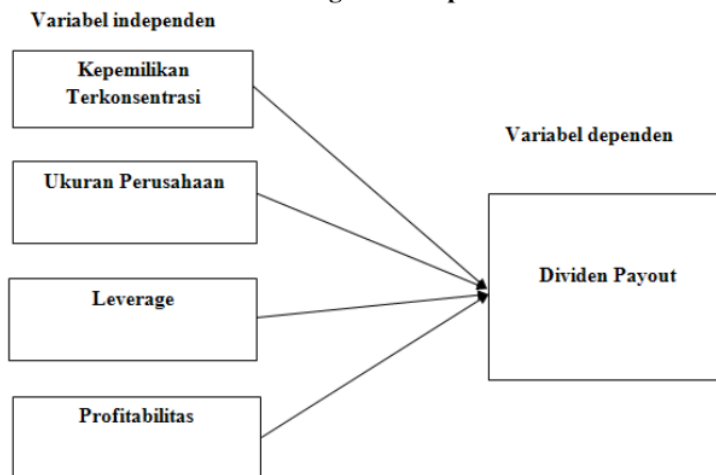 Variabel independen
Kepemilikan
Terkonsentrasi
Ukuran Perusahaan
Leverage
Profitabilitas
Variabel dependen
Dividen Payout